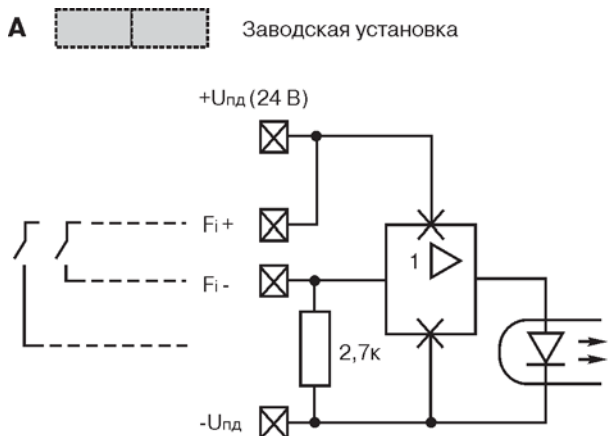 А Заводская установка
+Uпд (24 В)
Fi +
Fi -
1
2,7к
-Uпд